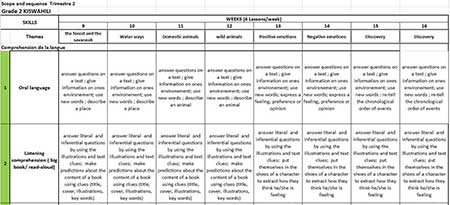 Scope and sequence Trimestre 2
Grade 2 KISWAHILI
SKILLS
WEEKS (6 Lessons/week)
9 10 11 12 13 14 15 16
Themes
the forest and the savanah
Water ways
Domestic animals
wild animals
Positive emotions
Negative emotions
Discovery
Discovery
Comprehension de la langue
1
Oral language
answer questions on a text ; give information on ones environement; use new words ; describe a place
answer questions on a text ; give information on ones environement; use new words ; describe a place
answer questions on a text ; give information on ones environement; use new words ; describe an animal
answer questions on a text ; give information on ones environement; use new words ; describe an animal
answer questions on a text ; give information on ones environement; use new words; express a feeling, preference or opinion
answer questions on a text ; give information on ones environement; use new words; express a feeling, preference or opinion
answer questions on a text ; give information on ones environement; use new words ; re-tell the chronological order of events
answer questions on a text ; give information on ones environement; use new words ; re-tell the chronological order of events
2
Listening comprehension ( big book/ read-aloud)
answer literal and inferential questions by using the illustrations and text clues; make predictions about the content of a book using clues (title, cover, illustrations, key words)
answer literal and inferential questions by using the illustrations and text clues; make predictions about the content of a book using clues (title, cover, illustrations, key words)
answer literal and inferential questions by using the illustrations and text clues; make predictions about the content of a book using clues (title, cover, illustrations, key words)
answer literal and inferential questions by using the illustrations and text clues; make predictions about the content of a book using clues (title, cover, illustrations, key words)
answer literal and inferential questions by using the illustrations and text clues; put themselves in the shoes of a character to extract how they think he/she is feeling
answer literal and inferential questions by using the illustrations and text clues; put themselves in the shoes of a character to extract how they think he/she is feeling
answer literal and inferential questions by using the illustrations and text clues; put themselves in the shoes of a character to extract how they think he/she is feeling
answer literal and inferential questions by using the illustrations and text clues; put themselves in the shoes of a character to extract how they think he/she is feeling